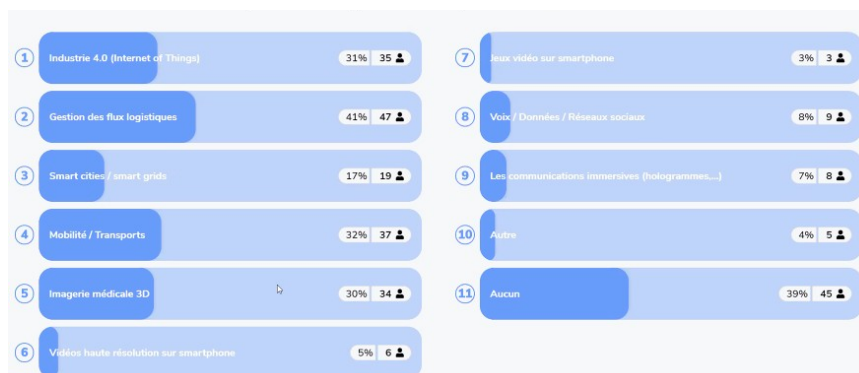 1 Industrie 4.0 (Internet of Things) 31% 35
2 Gestion des flux logistiques 41% 47
3 Smart cities / smart grids 17% 19
4 Mobilité / Transports 32% 37
5 Imagerie médicale 3D 30% 34
6 Vidéos haute résolution sur smartphone 5% 6
7 Jeux vidéo sur smartphone 3% 3
8 Voix / Données / Réseaux sociaux 8% 9
9 Les communications immersives (hologrammes,...) 7% 8
10 Autre 4% 5
11 Aucun 39% 45